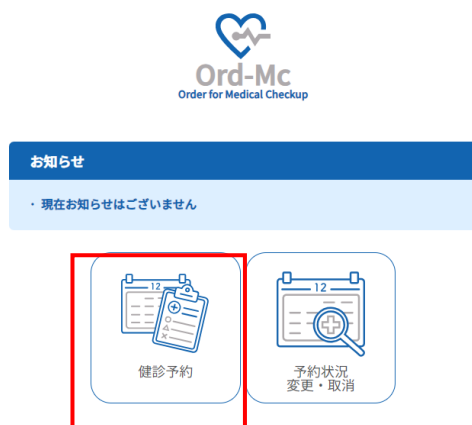 Ord-Mc
Order for Medical Checkup
お知らせ
・ 現在お知らせはございません
12
健診予約
12
予約状況
変更・取消